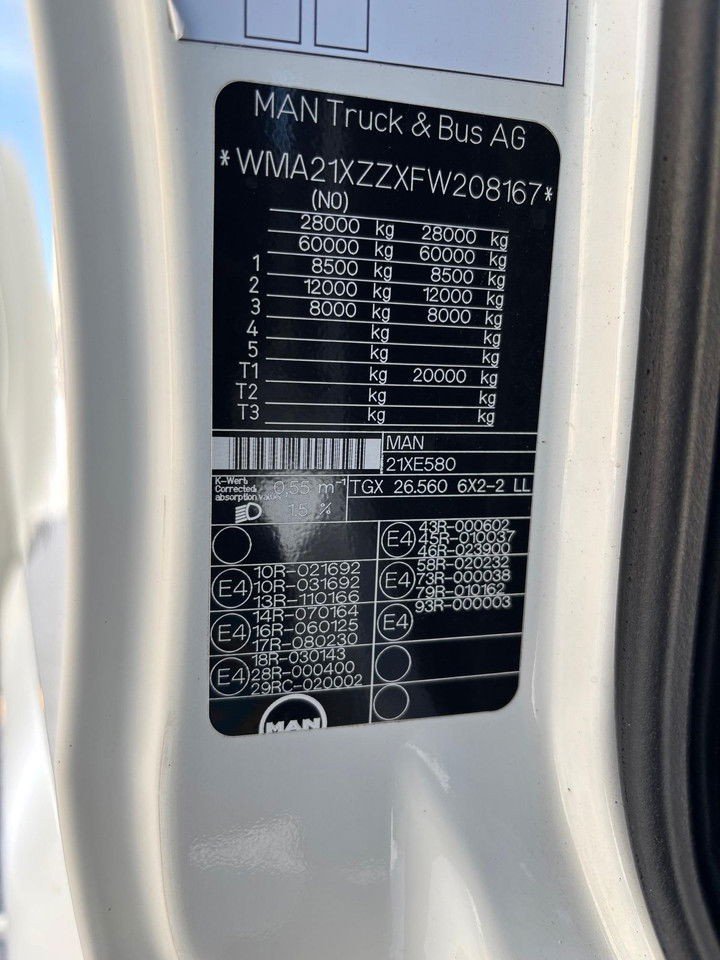 MAN Truck & Bus AG
*WMA21XZZXFW208167*
(NO)
28000 kg 28000 kg
60000 kg 60000 kg
1 8500 kg 8500 kg
2 12000 kg 12000 kg
3 8000 kg 8000 kg
4 kg kg
5 kg kg
T1 kg 20000 kg
T2 kg kg
T3 kg kg
MAN
21XE580
K-Wert:
Corrected
absorption value 0,55 m⁻¹
1.5 %
TGX 26.560 6X2-2 LL
E4
10R-021692
10R-031692
13R-110166
E4
14R-070164
16R-060125
17R-080230
E4
18R-030143
28R-000400
29RC-020002
E4
43R-000602
45R-010037
46R-023900
E4
58R-020232
73R-000038
79R-010162
E4
93R-000003
MAN